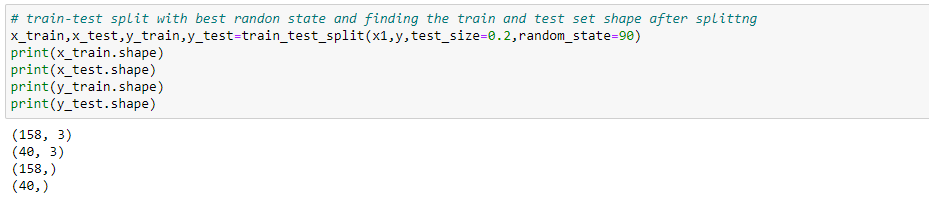 # train-test split with best randon state and finding the train and test set shape after splittng
x_train,x_test,y_train,y_test=train_test_split(x1,y,test_size=0.2,random_state=90)
print(x_train.shape)
print(x_test.shape)
print(y_train.shape)
print(y_test.shape)
(158, 3)
(40, 3)
(158,)
(40,)